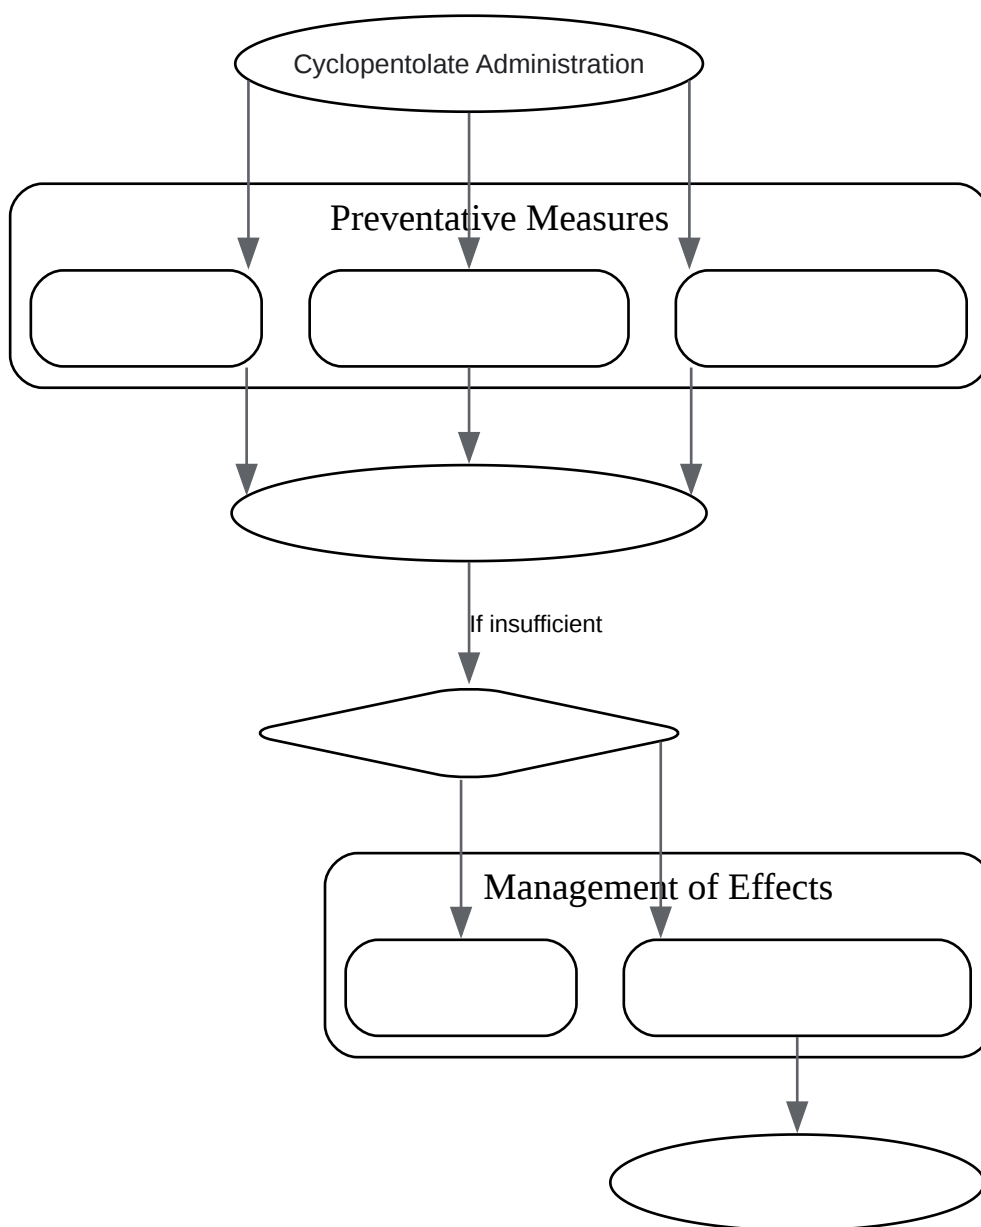 Cyclopentolate Administration
Preventative Measures
If insufficient
Management of Effects